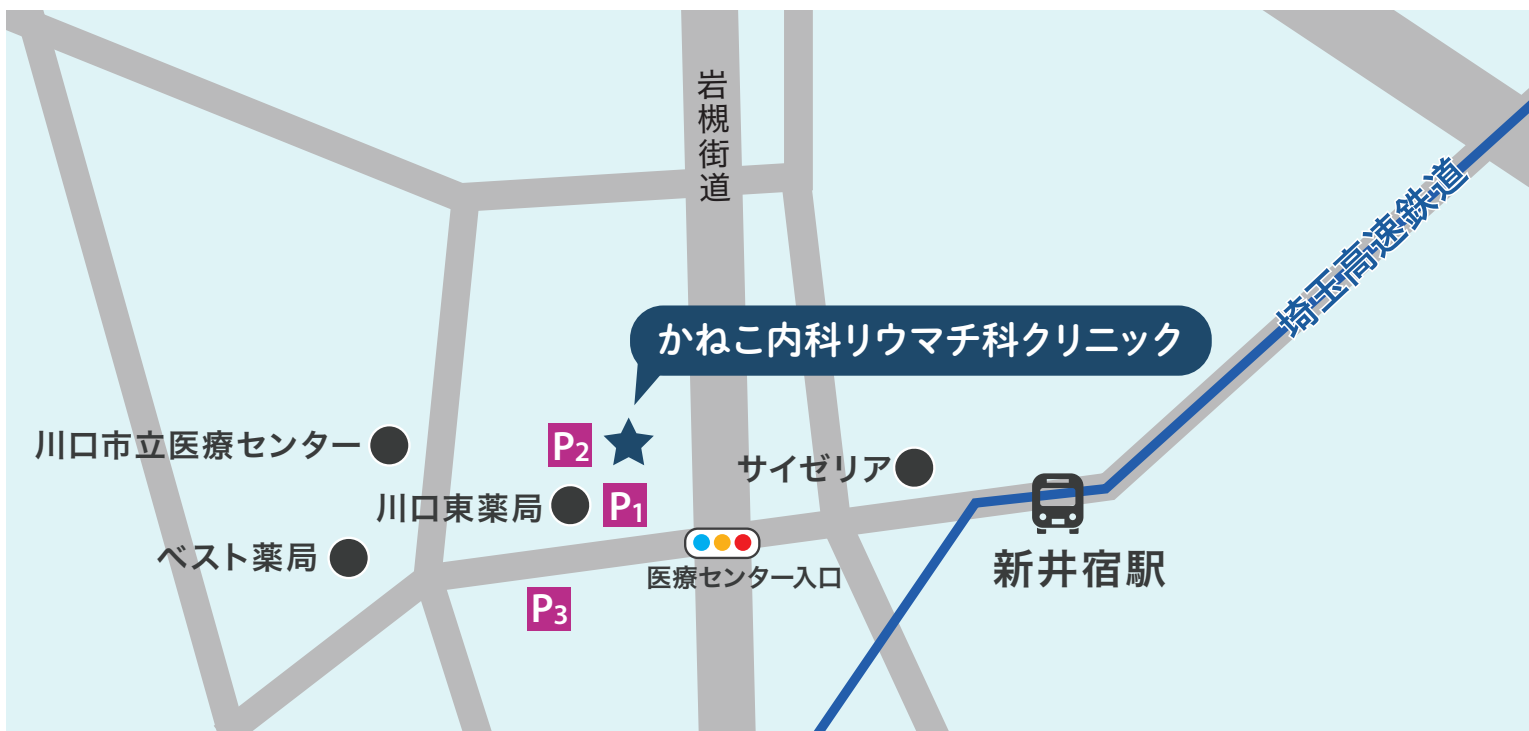 岩槻街道
埼玉高速鉄道
かねこ内科リウマチ科クリニック
川口市立医療センター
P2
サイゼリア
川口東薬局
P1
ベスト薬局
医療センター入口
新井宿駅
P3